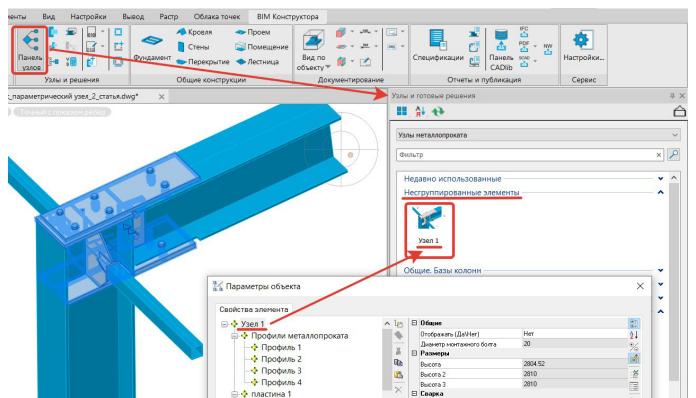 менты Вид Настройки Вывод Растр Облака точек BIM Конструктора
Панель узлов
Узлы и решения
Фундамент
Кровля
Стены
Перекрытие
Проем
Помещение
Лестница
Общие конструкции
Вид по объекту
Документирование
Спецификации
Панель CADlib
IFC
PDF
NW
Отчеты и публикация
Настройки...
Сервис
с_параметрический узел_2_статья.dwg*
Узлы и готовые решения
Узлы металлопроката
Фильтр
Недавно использованные
Несгруппированные элементы
Узел 1
Общие. Базы колонн
Параметры объекта
Свойства элемента
Узел 1
Профили металлопроката
Профиль 1
Профиль 2
Профиль 3
Профиль 4
пластина 1
Общие
Отображать (Да\Нет) Нет
Диаметр монтажного болта 20
Размеры
Высота 2804.52
Высота 2 2810
Высота 3 2810
Сварка